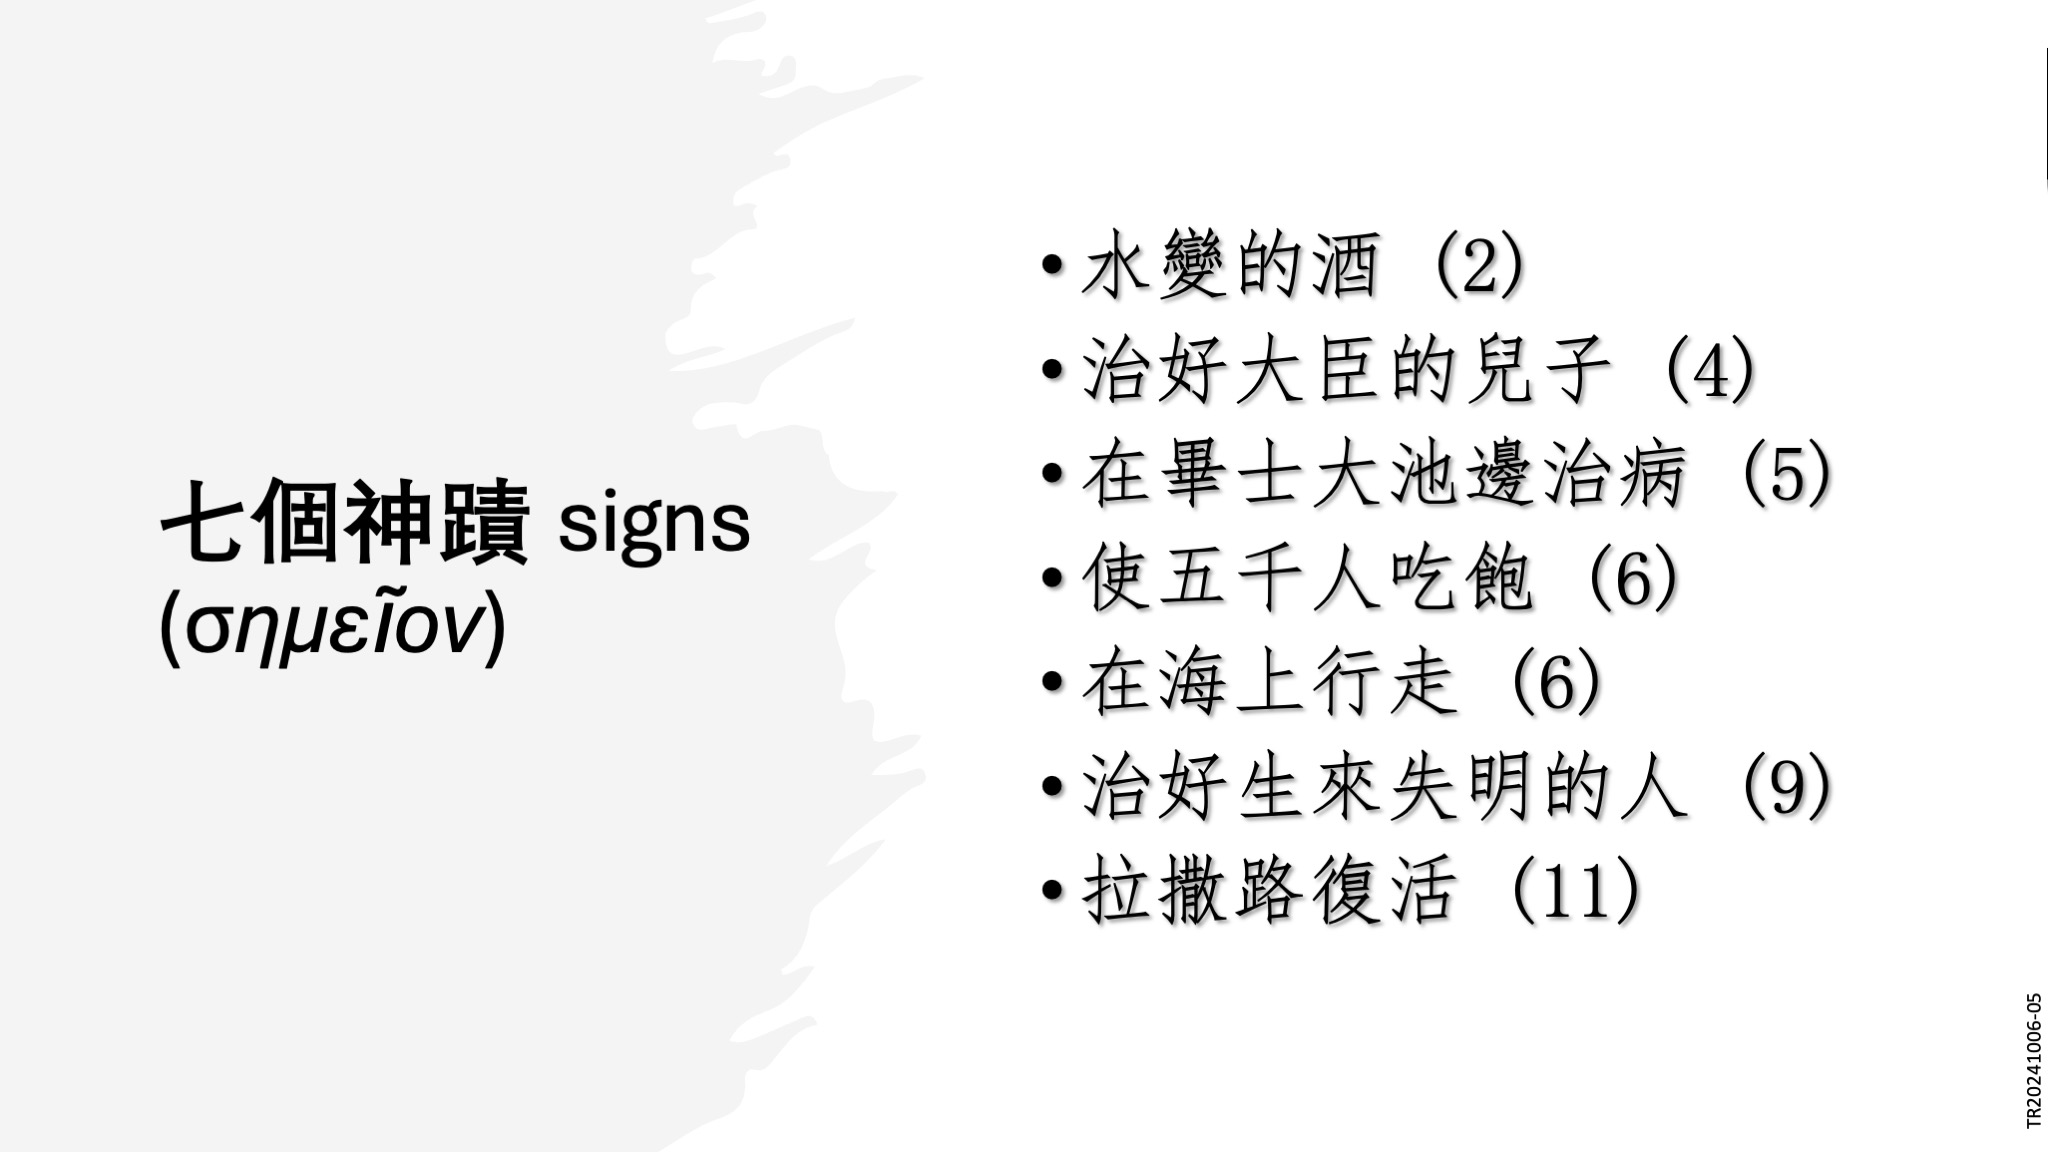 七個神蹟 signs
(σημεῖον)
• 水變的酒 (2)
• 治好大臣的兒子 (4)
• 在畢士大池邊治病 (5)
• 使五千人吃飽 (6)
• 在海上行走 (6)
• 治好生來失明的人 (9)
• 拉撒路復活 (11)
TR20241006-05